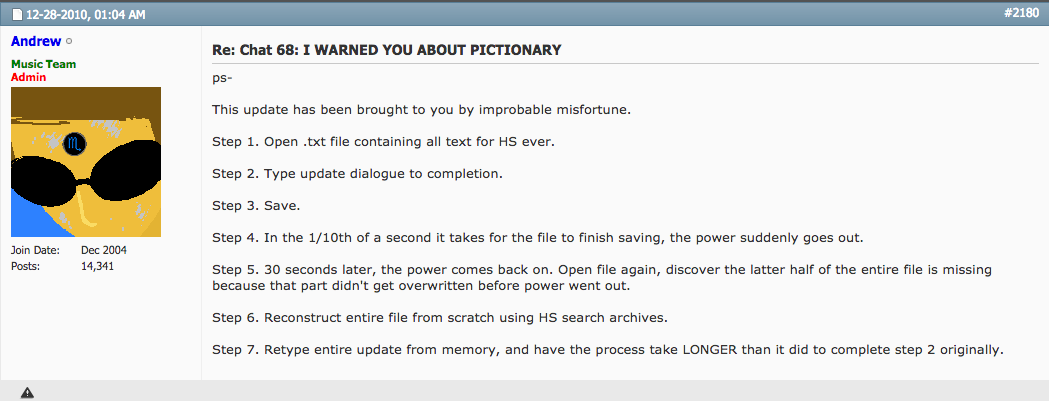 12-28-2010, 01:04 AM
#2180
Andrew
Music Team
Admin
♏
Join Date: Dec 2004
Posts: 14,341
Re: Chat 68: I WARNED YOU ABOUT PICTIONARY
ps-
This update has been brought to you by improbable misfortune.
Step 1. Open .txt file containing all text for HS ever.
Step 2. Type update dialogue to completion.
Step 3. Save.
Step 4. In the 1/10th of a second it takes for the file to finish saving, the power suddenly goes out.
Step 5. 30 seconds later, the power comes back on. Open file again, discover the latter half of the entire file is missing
because that part didn't get overwritten before power went out.
Step 6. Reconstruct entire file from scratch using HS search archives.
Step 7. Retype entire update from memory, and have the process take LONGER than it did to complete step 2 originally.